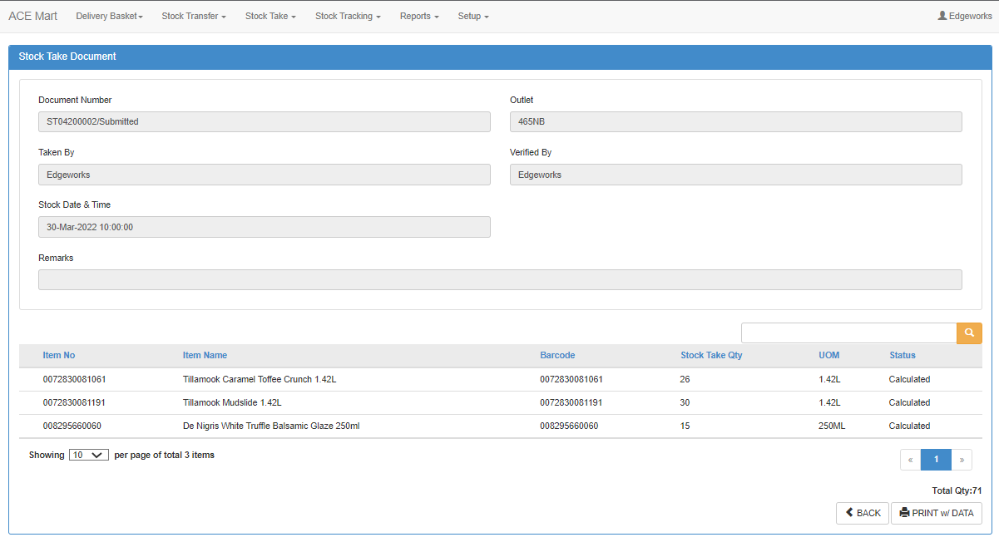 ACE Mart Delivery Basket Stock Transfer Stock Take Stock Tracking Reports Setup Edgeworks
Stock Take Document
Document Number Outlet
ST04200002/Submitted 465NB
Taken By Verified By
Edgeworks Edgeworks
Stock Date & Time
30-Mar-2022 10:00:00
Remarks
Item No Item Name Barcode Stock Take Qty UOM Status
0072830081061 Tillamook Caramel Toffee Crunch 1.42L 0072830081061 26 1.42L Calculated
0072830081191 Tillamook Mudslide 1.42L 0072830081191 30 1.42L Calculated
008295660060 De Nigris White Truffle Balsamic Glaze 250ml 008295660060 15 250ML Calculated
Showing 10 per page of total 3 items « 1 »
Total Qty:71
BACK PRINT w/ DATA